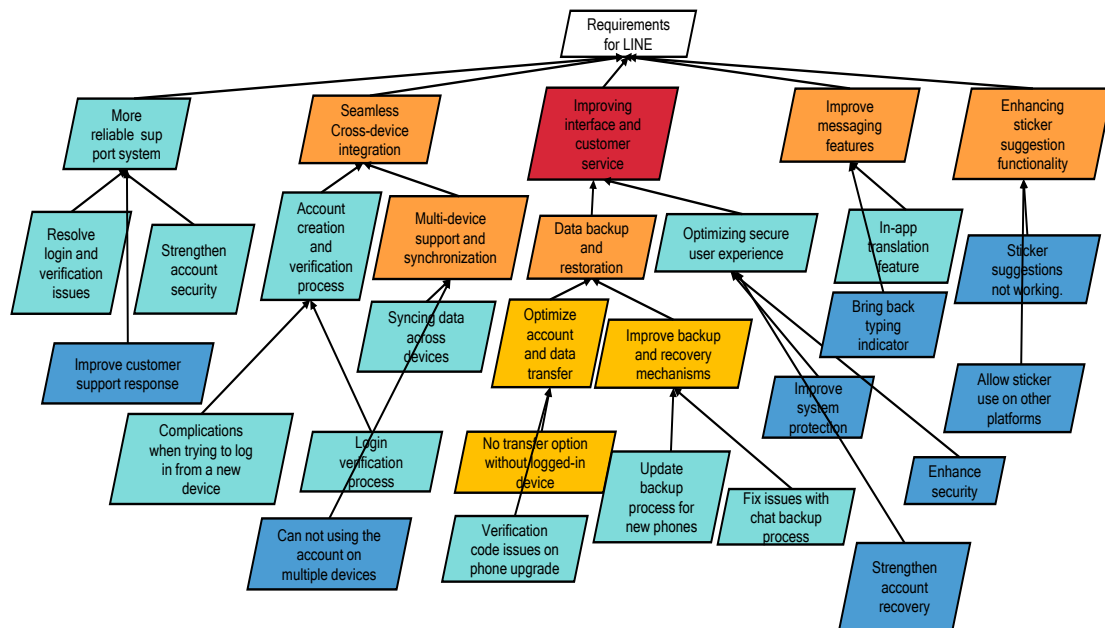 Requirements
for LINE
More
reliable sup
port system
Seamless
Cross-device
integration
Improving
interface and
customer
service
Improve
messaging
features
Enhancing
sticker
suggestion
functionality
Resolve
login and
verification
issues
Strengthen
account
security
Account
creation
and
verification
process
Multi-device
support and
synchronization
Data backup
and
restoration
Optimizing secure
user experience
In-app
translation
feature
Sticker
suggestions
not working.
Improve customer
support response
Syncing data
across
devices
Optimize
account
and data
transfer
Improve backup
and recovery
mechanisms
Bring back
typing
indicator
Improve
system
protection
Allow sticker
use on other
platforms
Complications
when trying to log
in from a new
device
Login
verification
process
No transfer option
without logged-in
device
Update
backup
process for
new phones
Fix issues with
chat backup
process
Enhance
security
Can not using the
account on
multiple devices
Verification
code issues on
phone upgrade
Strengthen
account
recovery